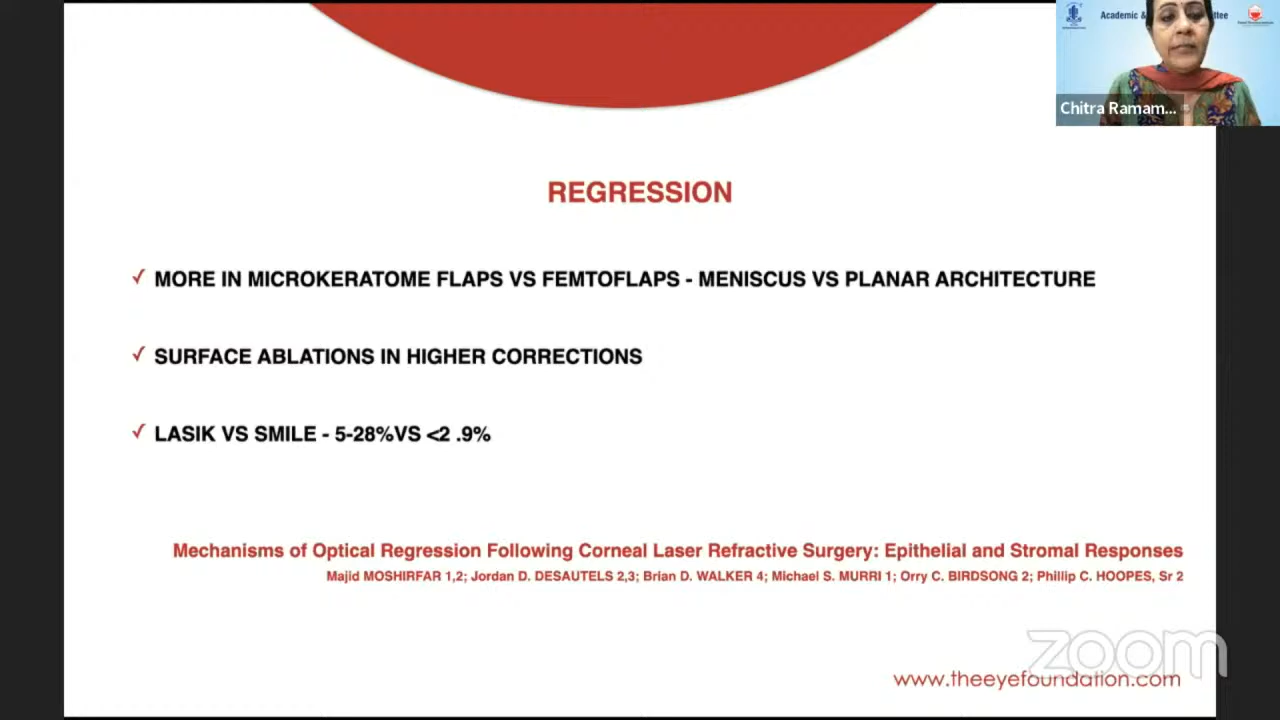 Academic & ttee
Chitra Ramam...
REGRESSION
✓ MORE IN MICROKERATOME FLAPS VS FEMTOFLAPS - MENISCUS VS PLANAR ARCHITECTURE
✓ SURFACE ABLATIONS IN HIGHER CORRECTIONS
✓ LASIK VS SMILE - 5-28%VS <2 .9%
Mechanisms of Optical Regression Following Corneal Laser Refractive Surgery: Epithelial and Stromal Responses
Majid MOSHIRFAR 1,2; Jordan D. DESAUTELS 2,3; Brian D. WALKER 4; Michael S. MURRI 1; Orry C. BIRDSONG 2; Phillip C. HOOPES, Sr 2
zoom
www.theeyefoundation.com